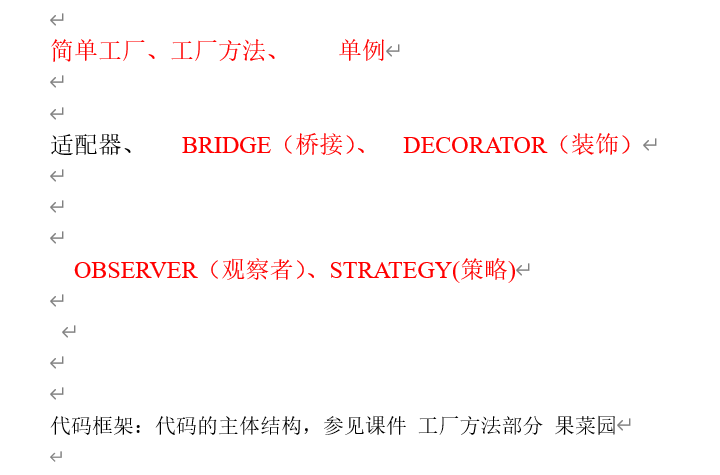 简单工厂、工厂方法、 单例
适配器、 BRIDGE（桥接）、 DECORATOR（装饰）
OBSERVER（观察者）、STRATEGY(策略)
代码框架：代码的主体结构，参见课件 工厂方法部分 果菜园